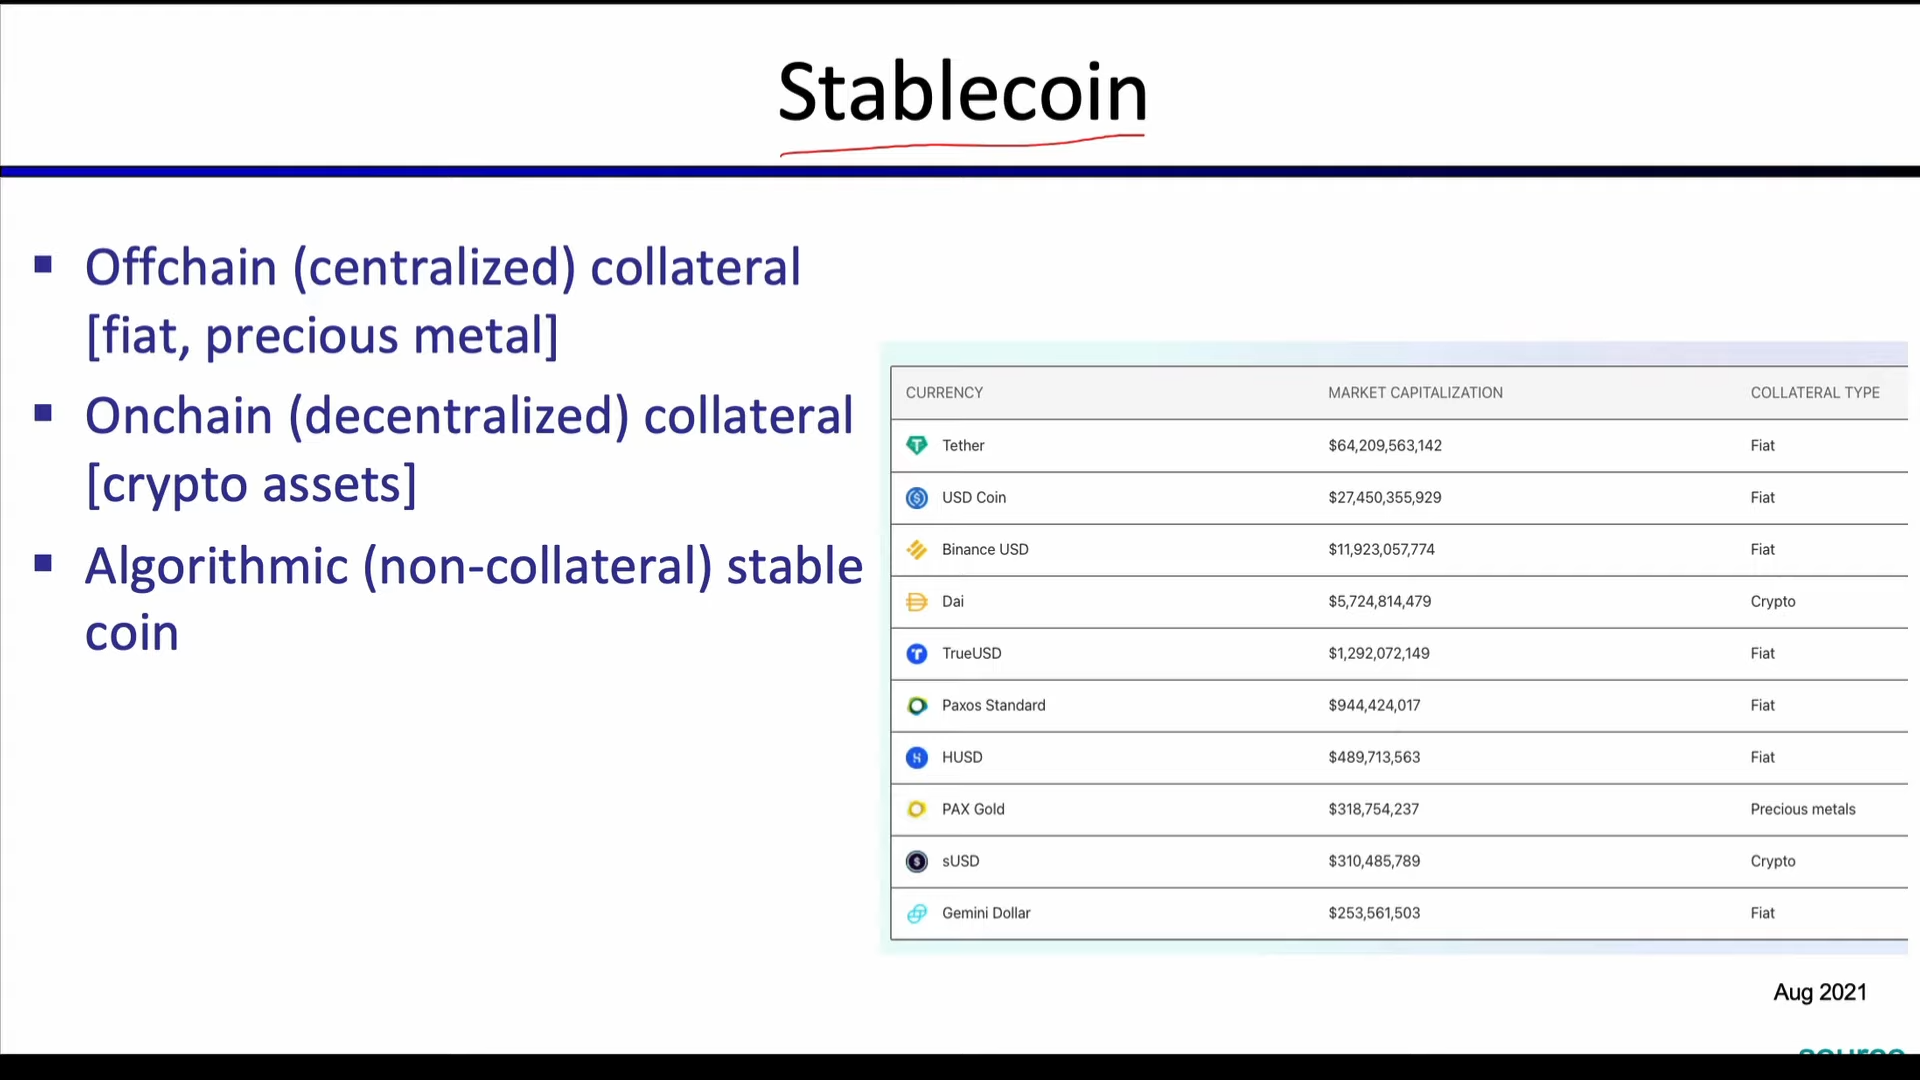 Stablecoin
▪ Offchain (centralized) collateral
[fiat, precious metal]
▪ Onchain (decentralized) collateral
[crypto assets]
▪ Algorithmic (non-collateral) stable
coin
CURRENCY MARKET CAPITALIZATION COLLATERAL TYPE
Tether $64,209,563,142 Fiat
USD Coin $27,450,355,929 Fiat
Binance USD $11,923,057,774 Fiat
Dai $5,724,814,479 Crypto
TrueUSD $1,292,072,149 Fiat
Paxos Standard $944,424,017 Fiat
HUSD $489,713,563 Fiat
PAX Gold $318,754,237 Precious metals
sUSD $310,485,789 Crypto
Gemini Dollar $253,561,503 Fiat
Aug 2021